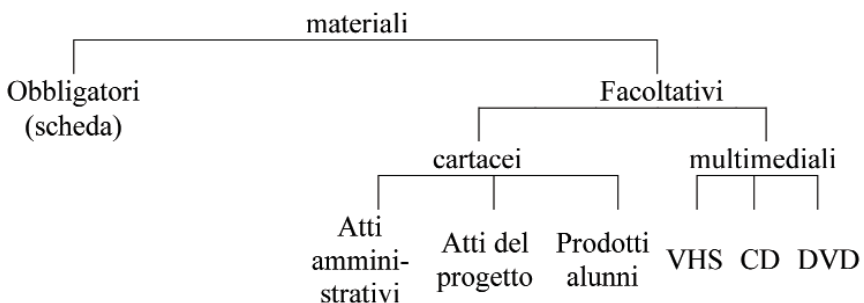 materiali
Obbligatori
(scheda)
Facoltativi
cartacei
multimediali
Atti
ammini-
strativi
Atti del
progetto
Prodotti
alunni
VHS
CD
DVD